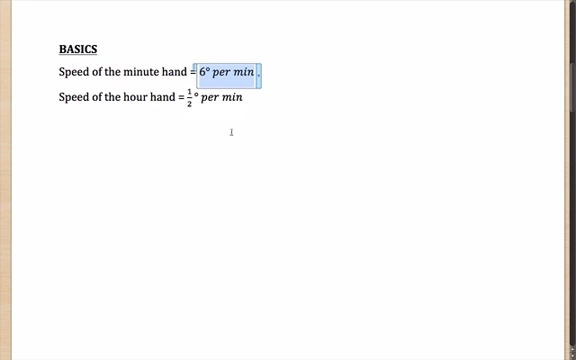 BASICS
Speed of the minute hand = 6° per min .
Speed of the hour hand = 1/2° per min